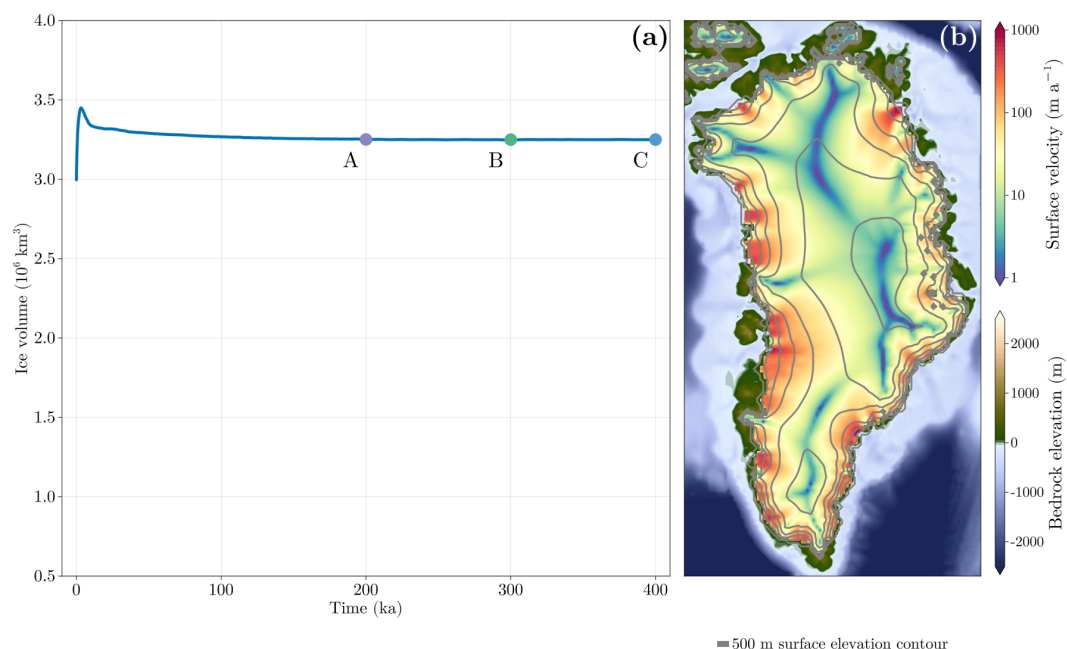 (a)
4.0
3.5
3.0
2.5
2.0
1.5
1.0
0.5
Ice volume (10⁶ km³)
A
B
C
0
100
200
300
400
Time (ka)
(b)
1000
100
10
1
Surface velocity (m a⁻¹)
2000
1000
0
-1000
-2000
Bedrock elevation (m)
500 m surface elevation contour